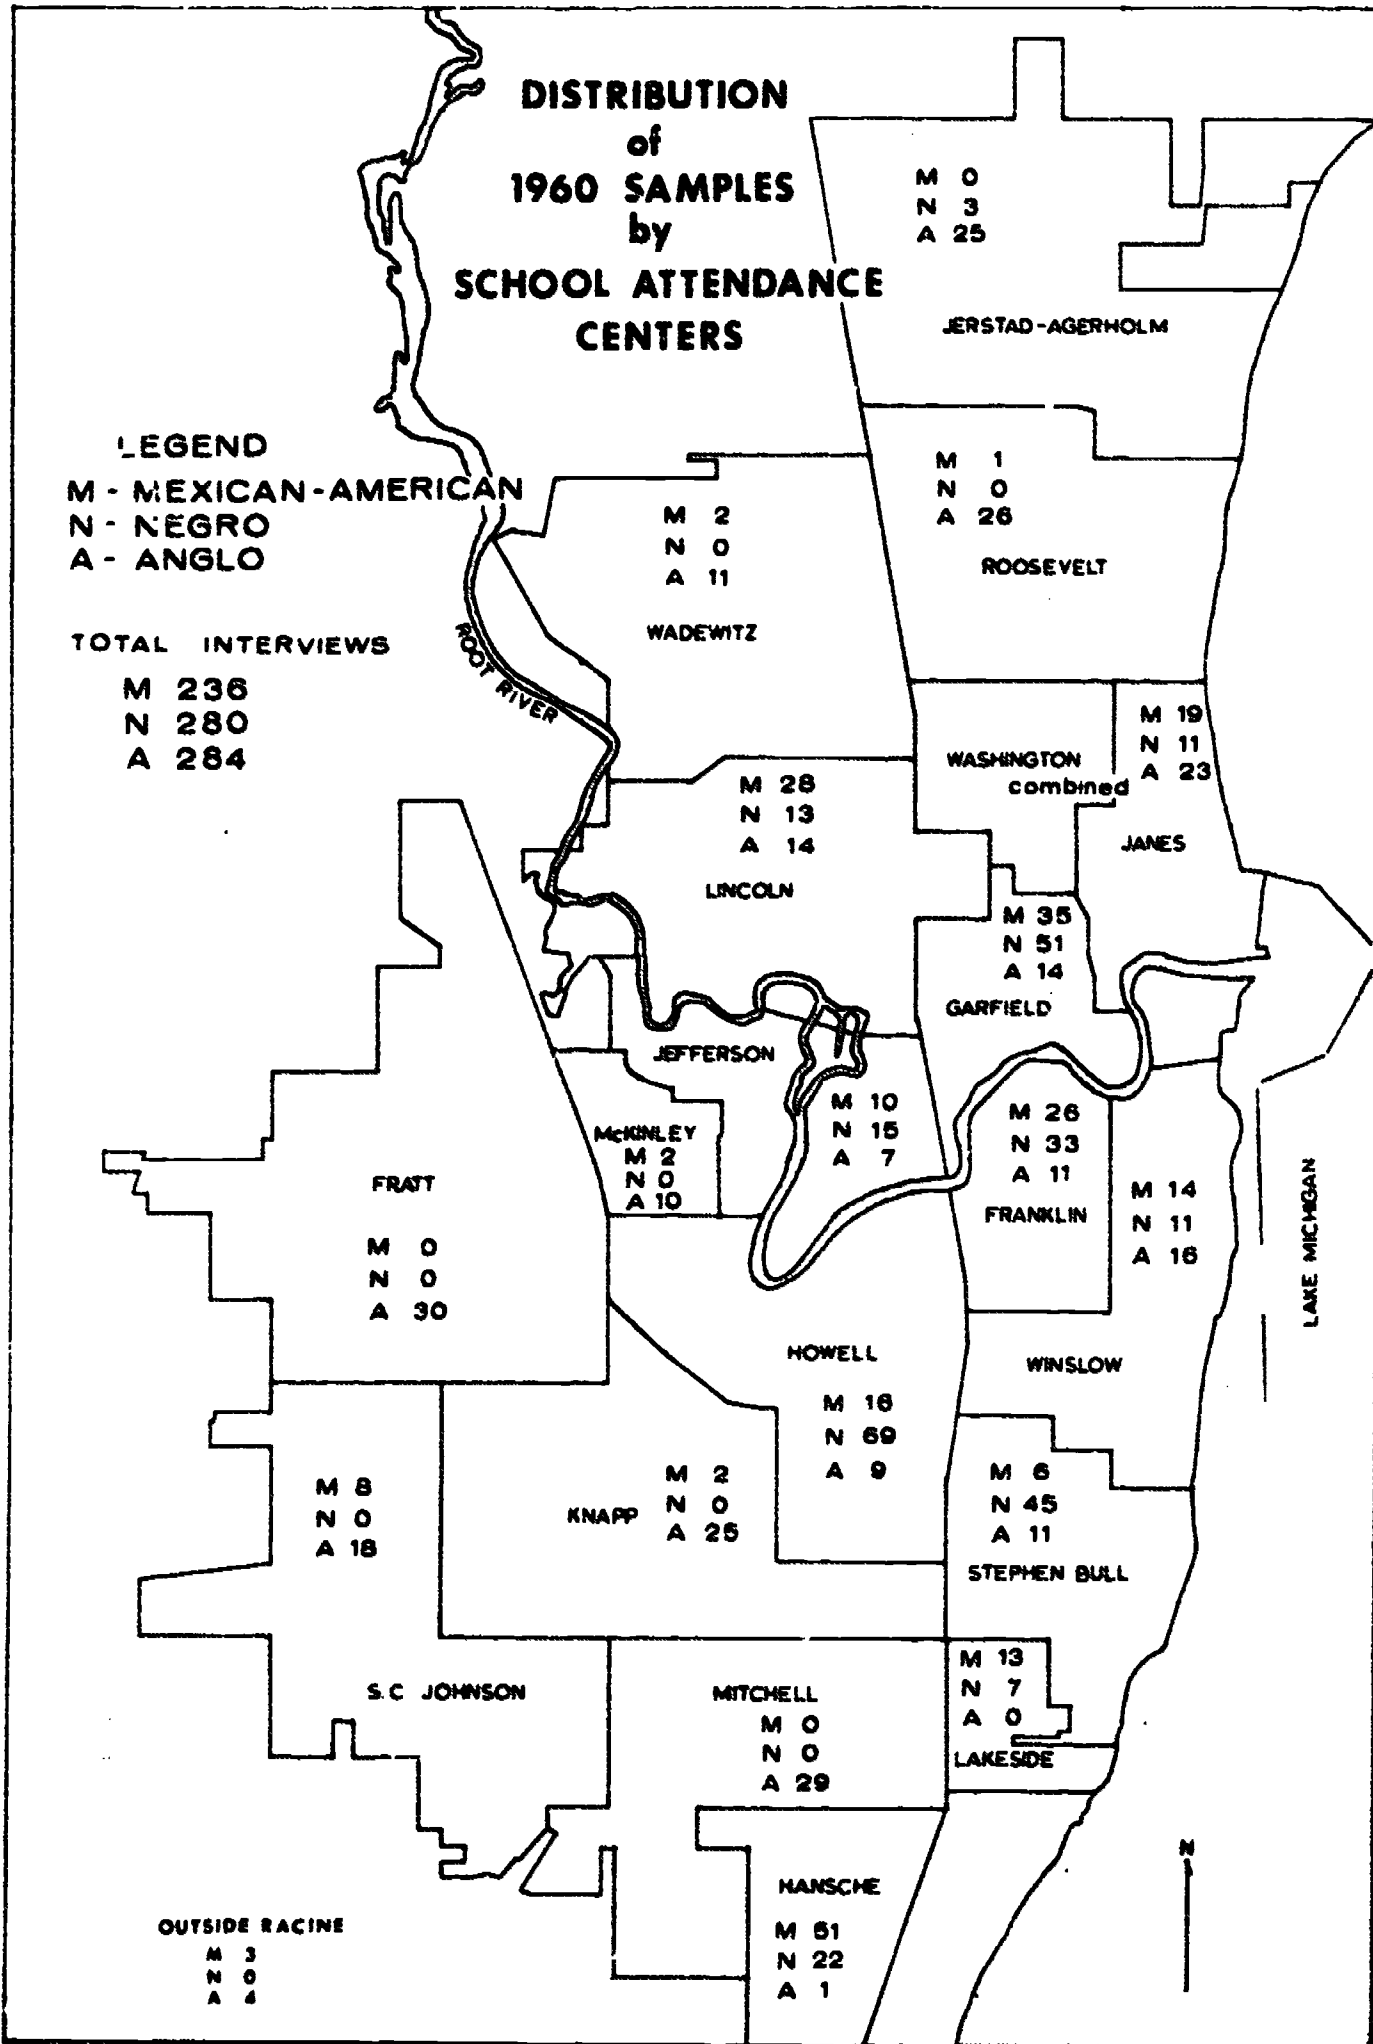 DISTRIBUTION
of
1960 SAMPLES
by
SCHOOL ATTENDANCE
CENTERS
LEGEND
M - MEXICAN-AMERICAN
N - NEGRO
A - ANGLO
TOTAL INTERVIEWS
M 236
N 280
A 284
M 0
N 3
A 25
JERSTAD-AGERHOLM
M 1
N 0
A 26
ROOSEVELT
M 2
N 0
A 11
WADEWITZ
ROOT RIVER
WASHINGTON
combined
M 19
N 11
A 23
JANES
M 28
N 13
A 14
LINCOLN
M 35
N 51
A 14
GARFIELD
JEFFERSON
M 10
N 15
A 7
McKINLEY
M 2
N 0
A 10
M 26
N 33
A 11
FRANKLIN
M 14
N 11
A 16
WINSLOW
LAKE MICHIGAN
FRATT
M 0
N 0
A 30
HOWELL
M 16
N 69
A 9
M 8
N 0
A 18
S.C JOHNSON
KNAPP
M 2
N 0
A 25
M 6
N 45
A 11
STEPHEN BULL
MITCHELL
M 0
N 0
A 29
M 13
N 7
A 0
LAKESIDE
HANSCHE
M 51
N 22
A 1
N
OUTSIDE RACINE
M 3
N 0
A 4